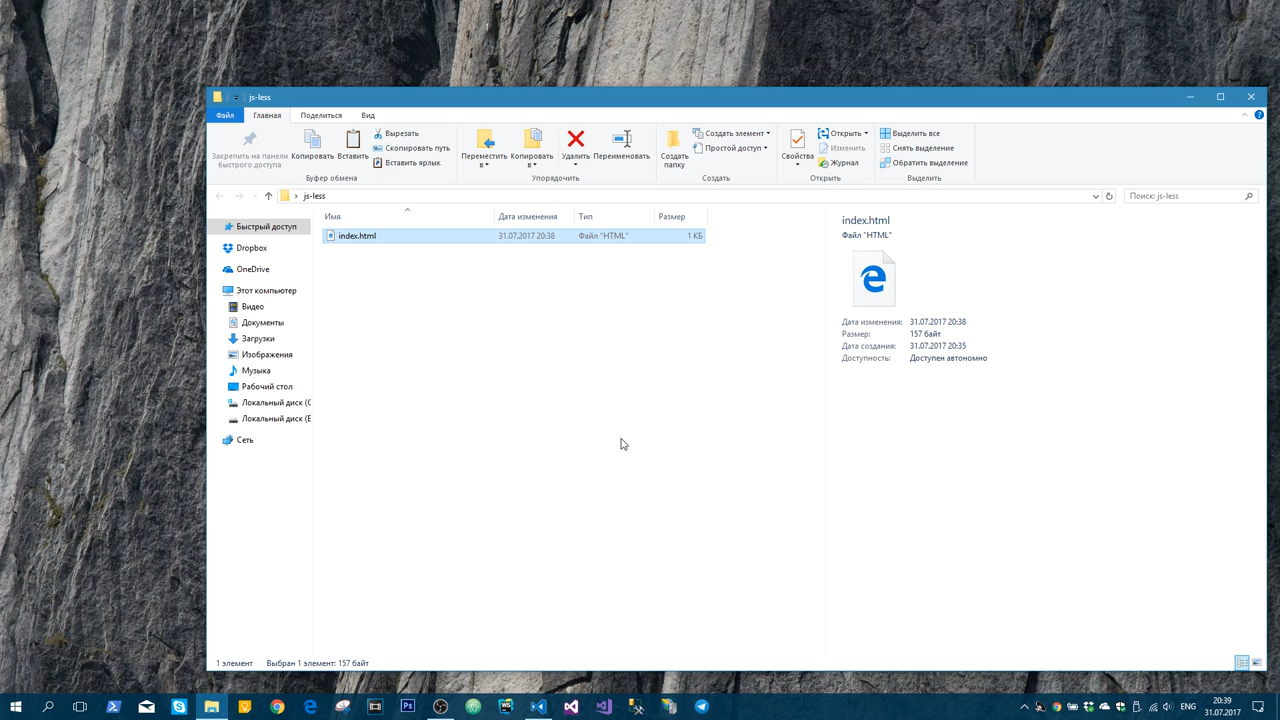 js-less
Файл Главная Поделиться Вид
Закрепить на панели быстрого доступа
Копировать
Вставить
Вырезать
Скопировать путь
Вставить ярлык
Буфер обмена
Переместить в
Копировать в
Удалить
Переименовать
Упорядочить
Создать папку
Создать элемент
Простой доступ
Создать
Свойства
Открыть
Изменить
Журнал
Открыть
Выделить все
Снять выделение
Обратить выделение
Выделить
js-less
Поиск: js-less
Имя Дата изменения Тип Размер
index.html 31.07.2017 20:38 Файл "HTML" 1 КБ
Быстрый доступ
Dropbox
OneDrive
Этот компьютер
Видео
Документы
Загрузки
Изображения
Музыка
Рабочий стол
Локальный диск (C
Локальный диск (E
Сеть
index.html
Файл "HTML"
Дата изменения: 31.07.2017 20:38
Размер: 157 байт
Дата создания: 31.07.2017 20:35
Доступность: Доступен автономно
1 элемент Выбран 1 элемент: 157 байт
Ps
WS
ENG
20:39
31.07.2017